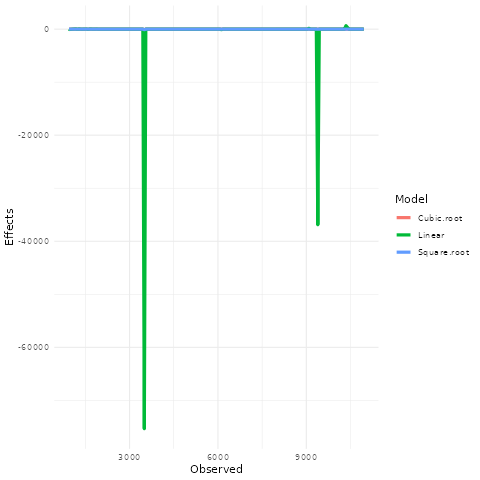 0
-20000
-40000
-60000
Effects
3000 6000 9000
Observed
Model
Cubic.root
Linear
Square.root